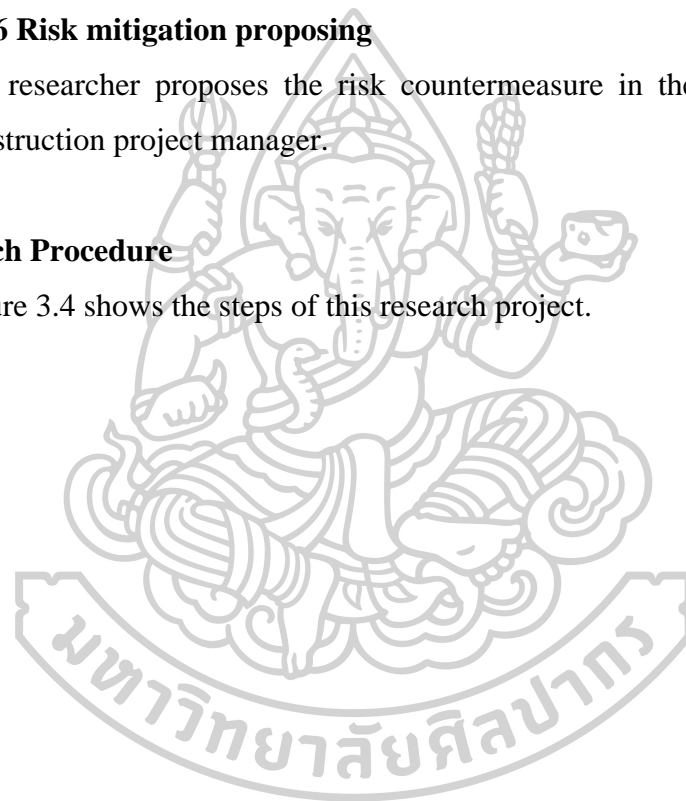 6 Risk mitigation proposing
researcher proposes the risk countermeasure in the
struction project manager.
ch Procedure
ure 3.4 shows the steps of this research project.
มหาวิทยาลัยศิลปากร